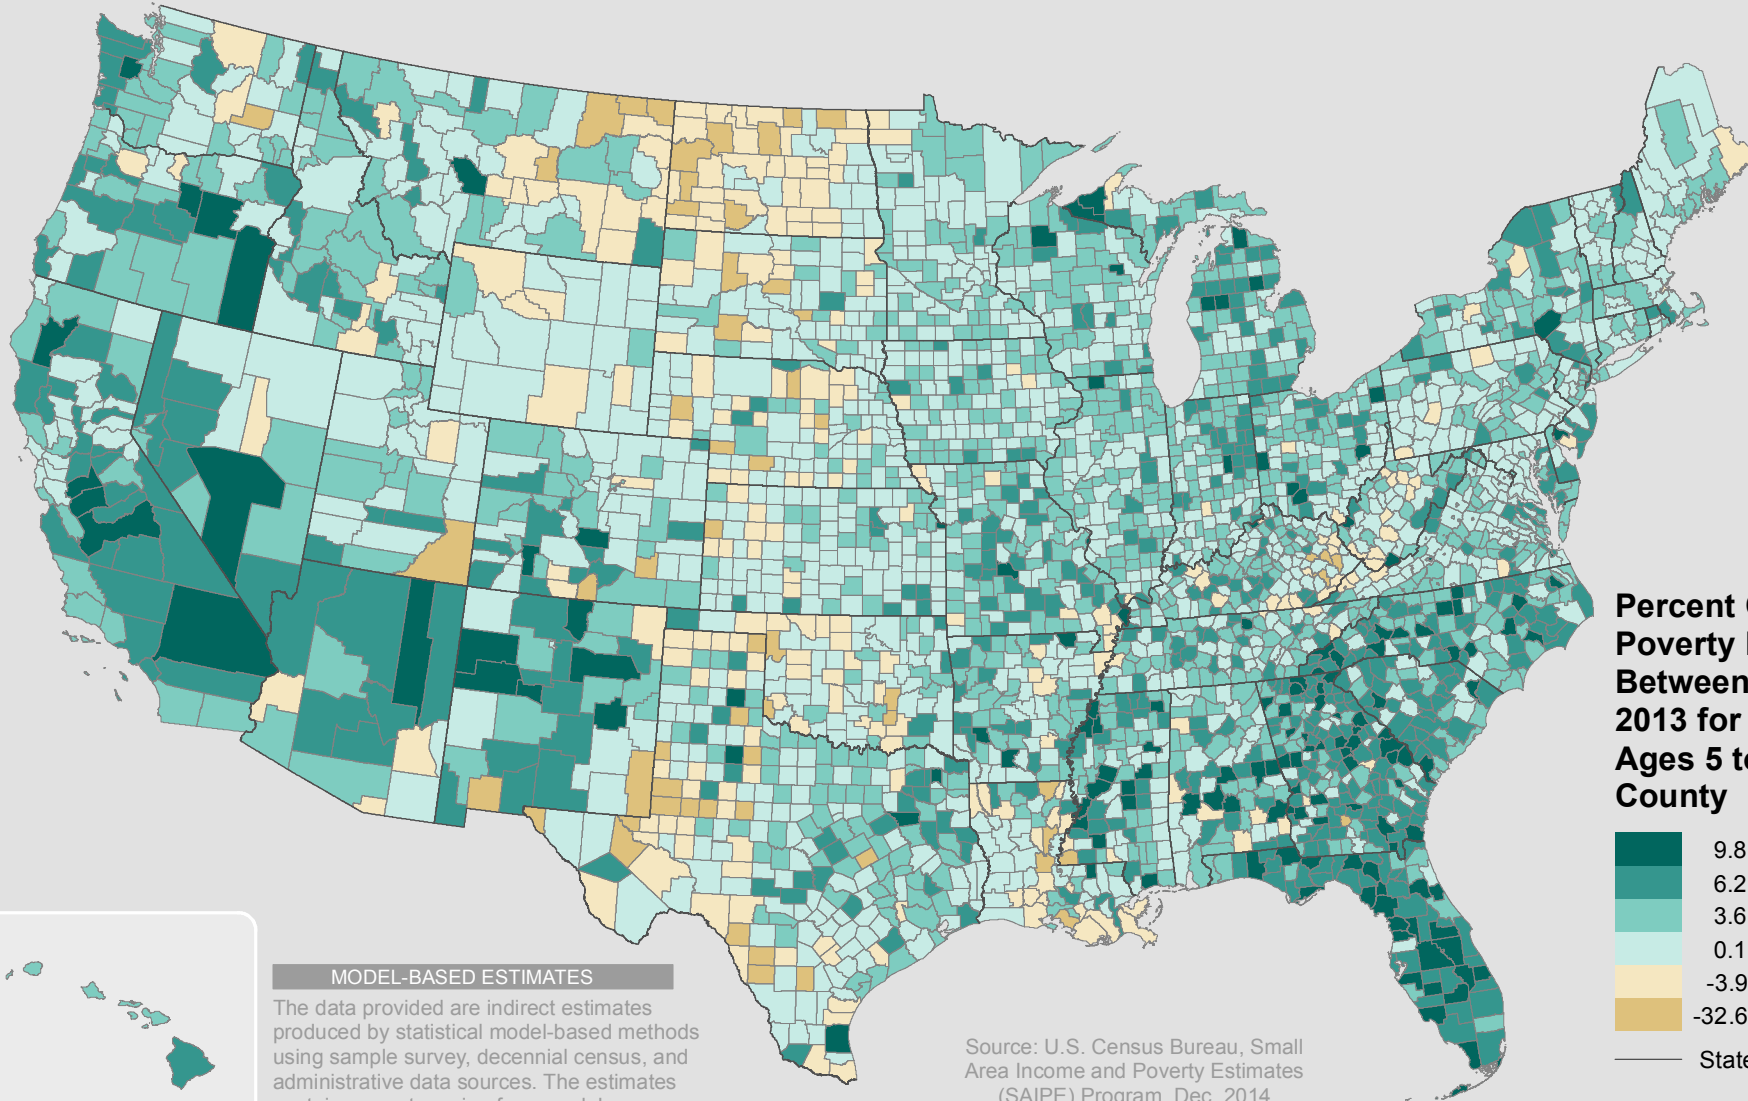 Percent
Poverty
Between
2013 for
Ages 5
County
9.8
6.2
3.6
0.1
-3.9
-32.6
State
MODEL-BASED ESTIMATES
The data provided are indirect estimates
produced by statistical model-based methods
using sample survey, decennial census, and
administrative data sources. The estimates
Source: U.S. Census Bureau, Small
Area Income and Poverty Estimates
(SAIPE) Program, Dec. 2014